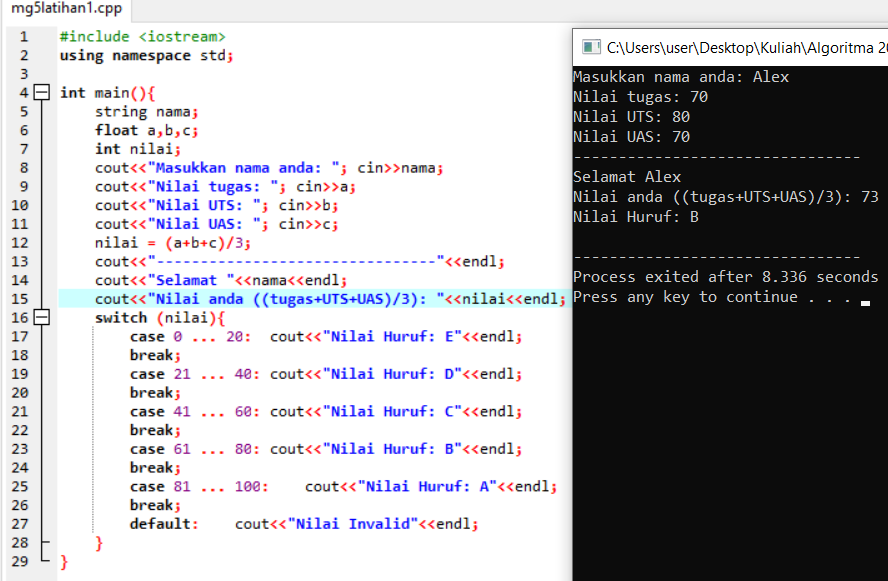 mg5latihan1.cpp
1 #include <iostream>
2 using namespace std;
3
4 int main(){
5 string nama;
6 float a,b,c;
7 int nilai;
8 cout<<"Masukkan nama anda: "; cin>>nama;
9 cout<<"Nilai tugas: "; cin>>a;
10 cout<<"Nilai UTS: "; cin>>b;
11 cout<<"Nilai UAS: "; cin>>c;
12 nilai = (a+b+c)/3;
13 cout<<"-------------------------------"<<endl;
14 cout<<"Selamat "<<nama<<endl;
15 cout<<"Nilai anda ((tugas+UTS+UAS)/3): "<<nilai<<endl;
16 switch (nilai){
17 case 0 ... 20: cout<<"Nilai Huruf: E"<<endl;
18 break;
19 case 21 ... 40: cout<<"Nilai Huruf: D"<<endl;
20 break;
21 case 41 ... 60: cout<<"Nilai Huruf: C"<<endl;
22 break;
23 case 61 ... 80: cout<<"Nilai Huruf: B"<<endl;
24 break;
25 case 81 ... 100: cout<<"Nilai Huruf: A"<<endl;
26 break;
27 default: cout<<"Nilai Invalid"<<endl;
28 }
29 }
C:\Users\user\Desktop\Kuliah\Algoritma
Masukkan nama anda: Alex
Nilai tugas: 70
Nilai UTS: 80
Nilai UAS: 70
-------------------------------
Selamat Alex
Nilai anda ((tugas+UTS+UAS)/3): 73
Nilai Huruf: B
-------------------------------
Process exited after 8.336 seconds
Press any key to continue . . .